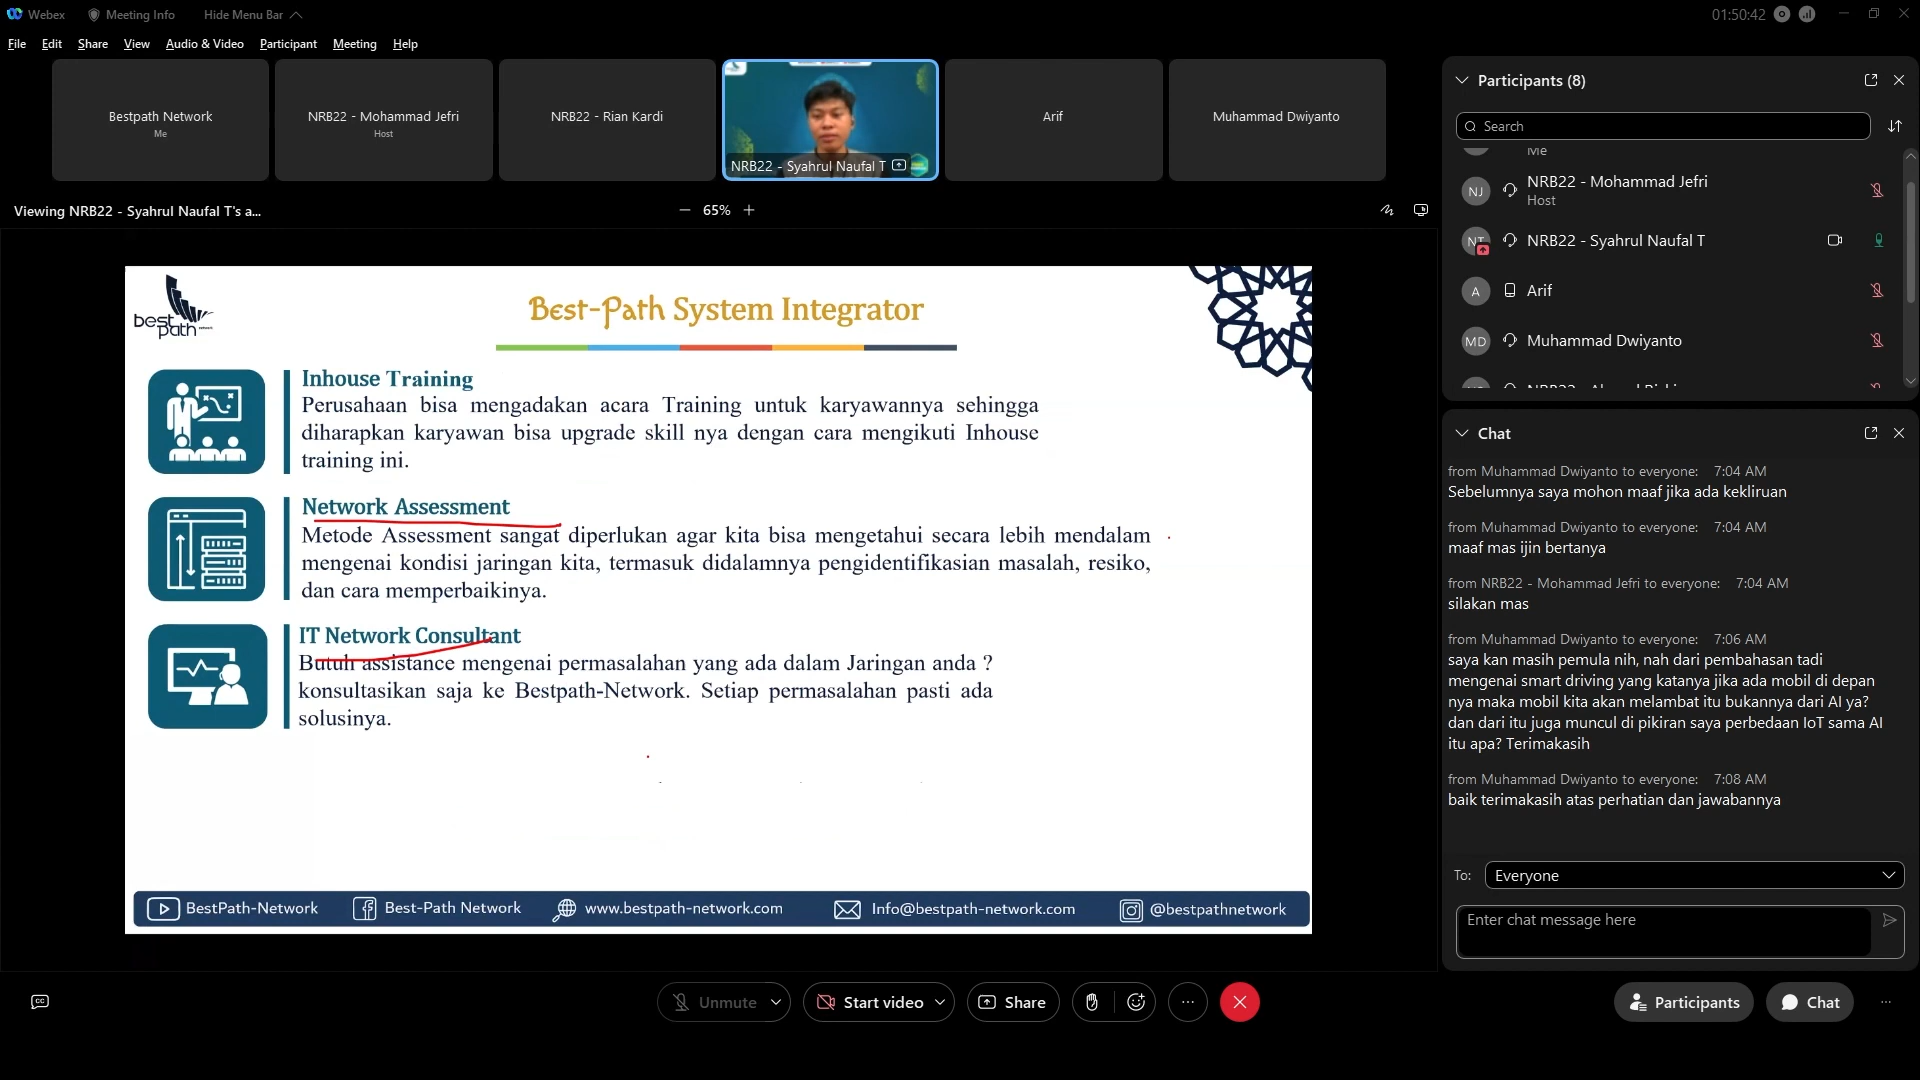 Webex
Meeting Info
Hide Menu Bar
01:50:42
File
Edit
Share
View
Audio & Video
Participant
Meeting
Help
Bestpath Network
Me
NRB22 - Mohammad Jefri
Host
NRB22 - Rian Kardi
NRB22 - Syahrul Naufal T
Arif
Muhammad Dwiyanto
Viewing NRB22 - Syahrul Naufal T's a...
65%
best path
Best-Path System Integrator
Inhouse Training
Perusahaan bisa mengadakan acara Training untuk karyawannya sehingga
diharapkan karyawan bisa upgrade skill nya dengan cara mengikuti Inhouse
training ini.
Network Assessment
Metode Assessment sangat diperlukan agar kita bisa mengetahui secara lebih mendalam
mengenai kondisi jaringan kita, termasuk didalamnya pengidentifikasian masalah, resiko,
dan cara memperbaikinya.
IT Network Consultant
Butuh assistance mengenai permasalahan yang ada dalam Jaringan anda ?
konsultasikan saja ke Bestpath-Network. Setiap permasalahan pasti ada
solusinya.
BestPath-Network
Best-Path Network
www.bestpath-network.com
Info@bestpath-network.com
@bestpathnetwork
Participants (8)
Search
Me
NJ
NRB22 - Mohammad Jefri
Host
NT
NRB22 - Syahrul Naufal T
A
Arif
MD
Muhammad Dwiyanto
Chat
from Muhammad Dwiyanto to everyone: 7:04 AM
Sebelumnya saya mohon maaf jika ada kekliruan
from Muhammad Dwiyanto to everyone: 7:04 AM
maaf mas ijin bertanya
from NRB22 - Mohammad Jefri to everyone: 7:04 AM
silakan mas
from Muhammad Dwiyanto to everyone: 7:06 AM
saya kan masih pemula nih, nah dari pembahasan tadi
mengenai smart driving yang katanya jika ada mobil di depan
nya maka mobil kita akan melambat itu bukannya dari AI ya?
dan dari itu juga muncul di pikiran saya perbedaan IoT sama AI
itu apa? Terimakasih
from Muhammad Dwiyanto to everyone: 7:08 AM
baik terimakasih atas perhatian dan jawabannya
To:
Everyone
Enter chat message here
CC
Unmute
Start video
Share
Participants
Chat